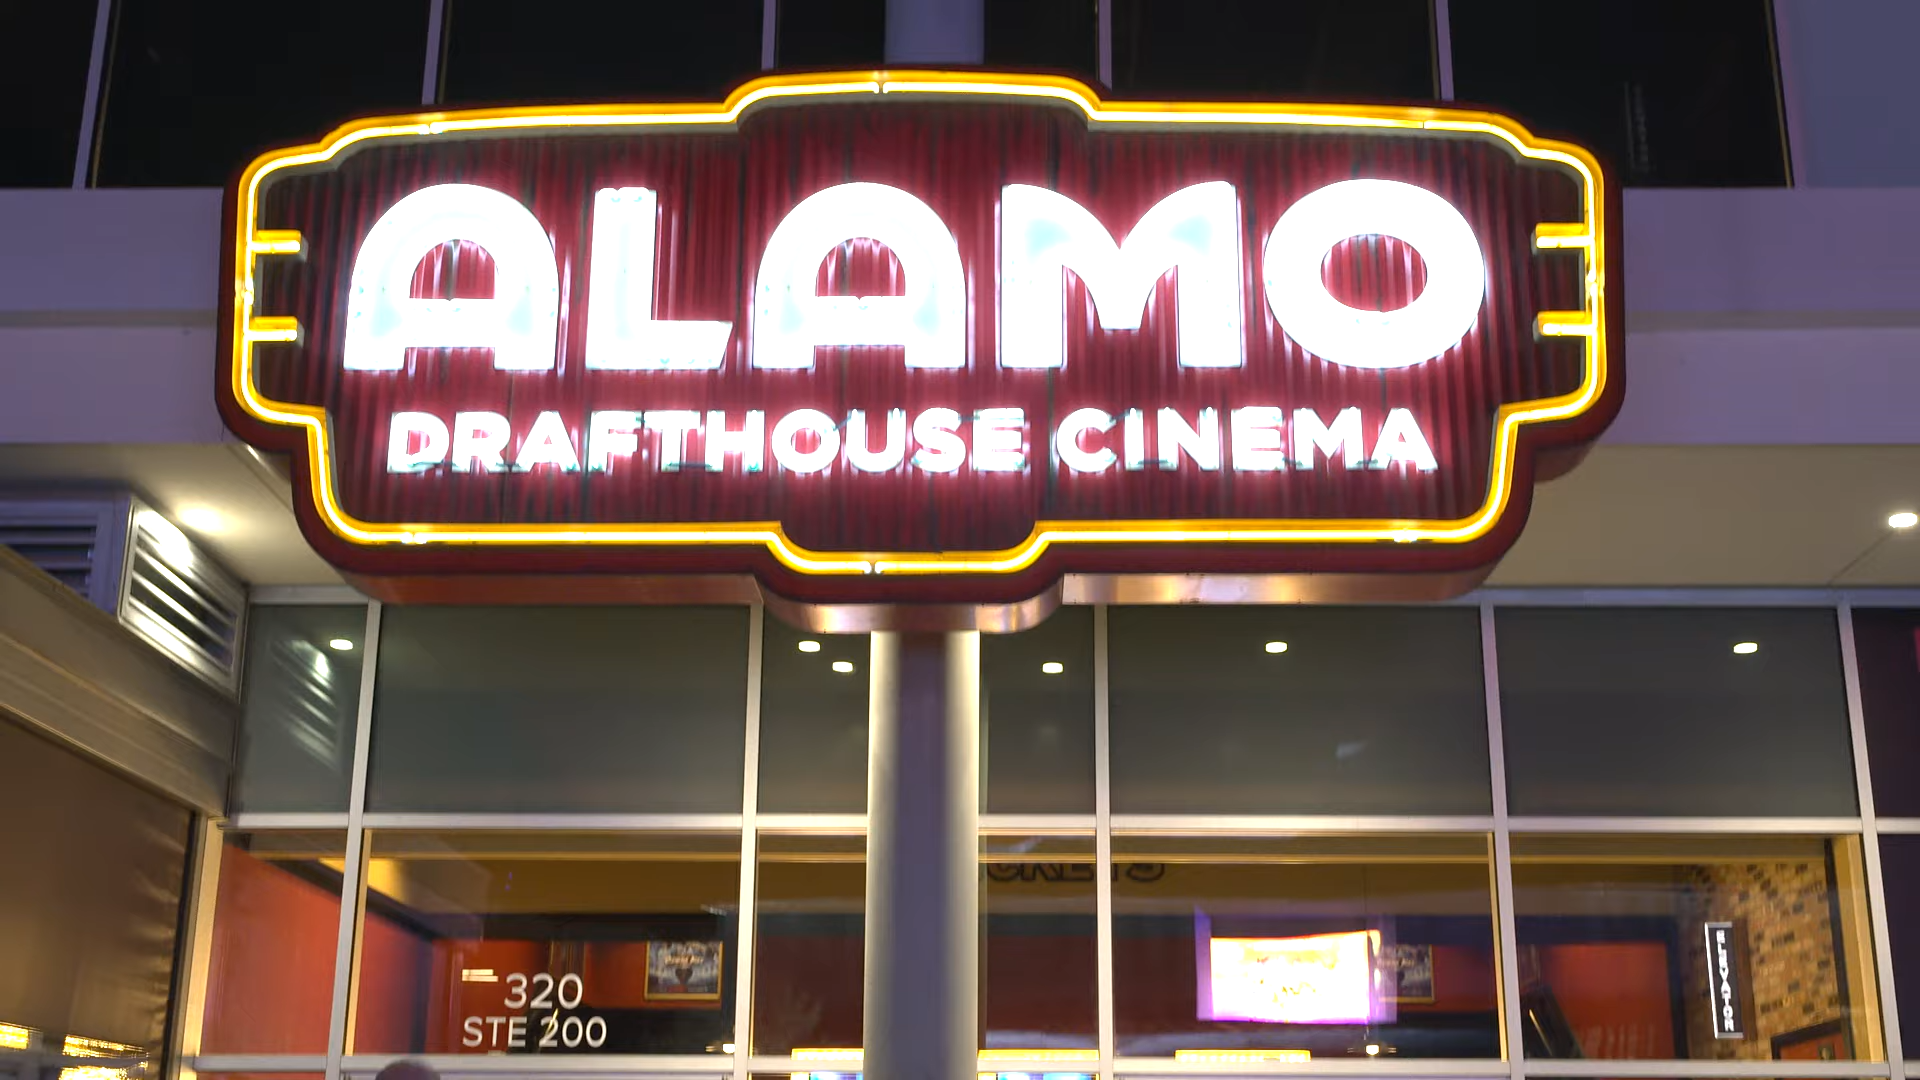 ALAMO
DRAFTHOUSE CINEMA
320
STE 200
ELEVATOR